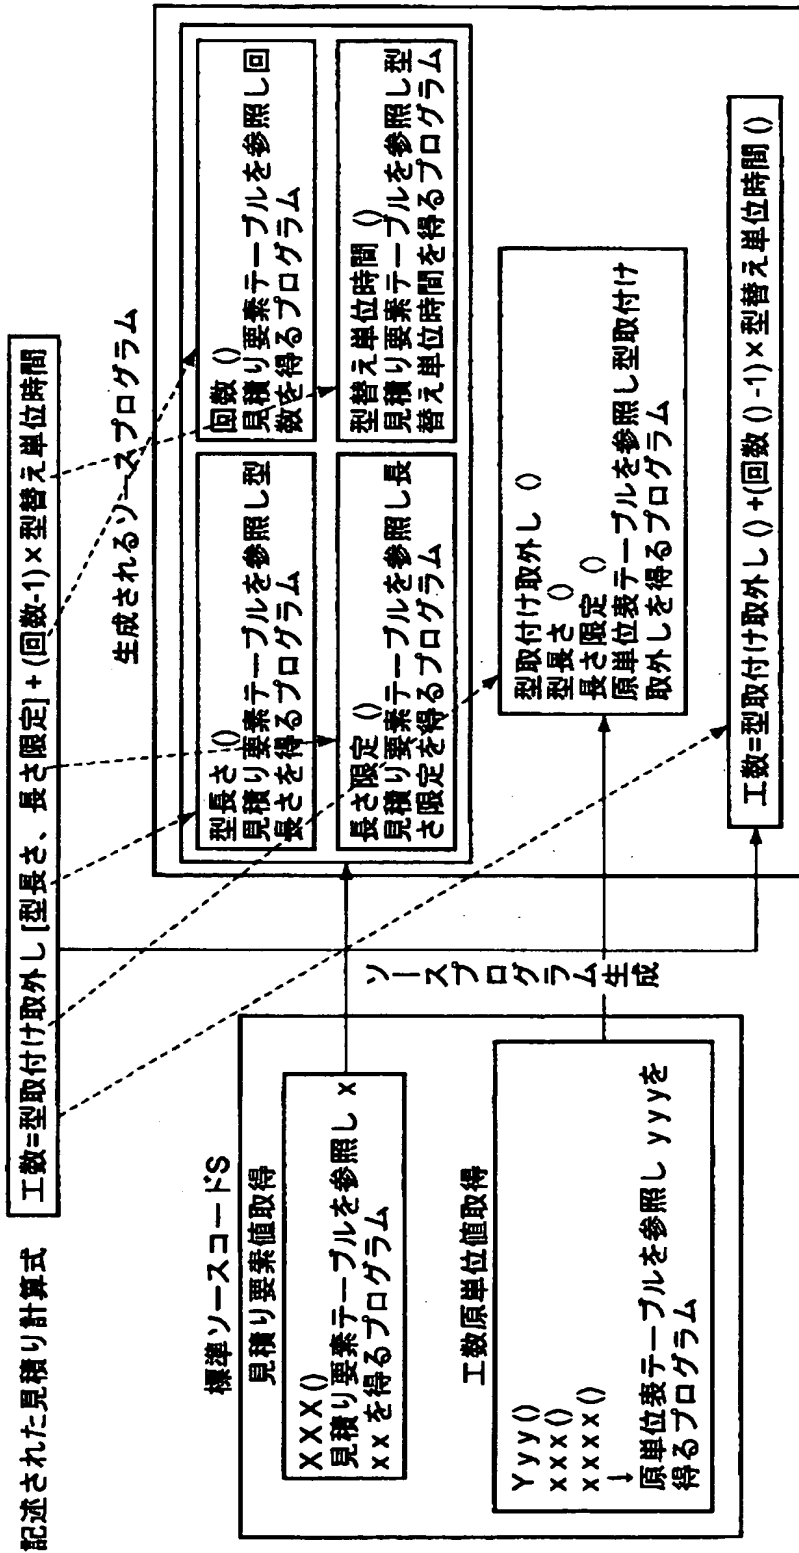 記述された見積り計算式
工数=型取付け取外し [型長さ、長さ限定] + (回数-1)×型替え単位時間
標準ソースコードS
見積り要素値取得
XXX()
見積り要素テーブルを参照し x
xxを得るプログラム
工数原単位値取得
Yyy()
xxx()
xxxx()
↓
原単位表テーブルを参照し yyyを
得るプログラム
ソースプログラム生成
生成されるソースプログラム
型長さ ()
見積り要素テーブルを参照し型
長さを得るプログラム
回数 ()
見積り要素テーブルを参照し回
数を得るプログラム
長さ限定 ()
見積り要素テーブルを参照し長
さ限定を得るプログラム
型替え単位時間 ()
見積り要素テーブルを参照し型
替え単位時間を得るプログラム
型取付け取外し ()
型長さ ()
長さ限定 ()
原単位表テーブルを参照し型取付け
取外しを得るプログラム
工数=型取付け取外し () +(回数 () -1)×型替え単位時間 ()